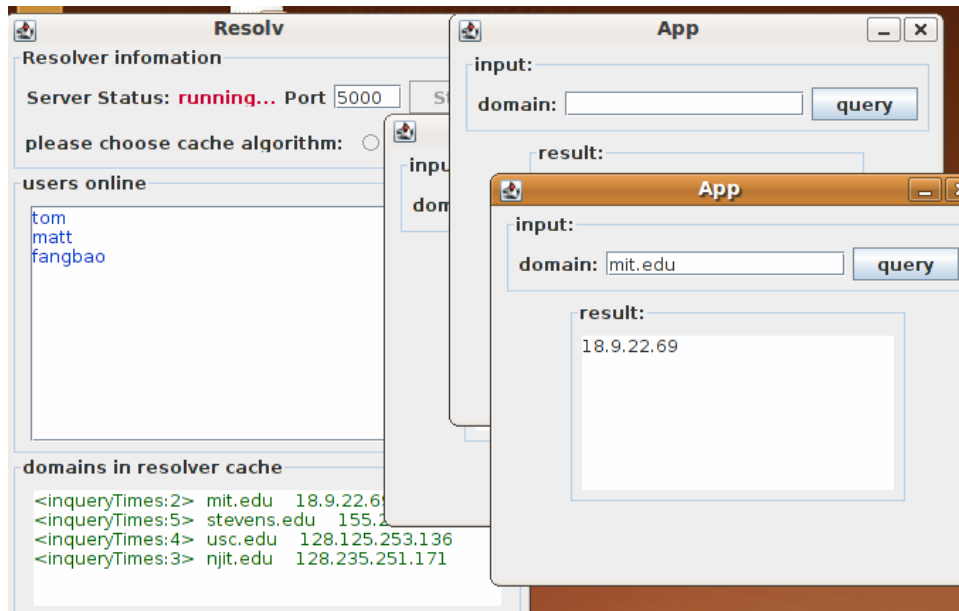 Resolv
Resolver infomation
Server Status: running... Port 5000
please choose cache algorithm:
users online
tom
matt
fangbao
domains in resolver cache
<inqueryTimes:2> mit.edu 18.9.22.69
<inqueryTimes:5> stevens.edu 155.2
<inqueryTimes:4> usc.edu 128.125.253.136
<inqueryTimes:3> njit.edu 128.235.251.171
App
input:
domain:
query
result:
App
input:
domain: mit.edu
query
result:
18.9.22.69